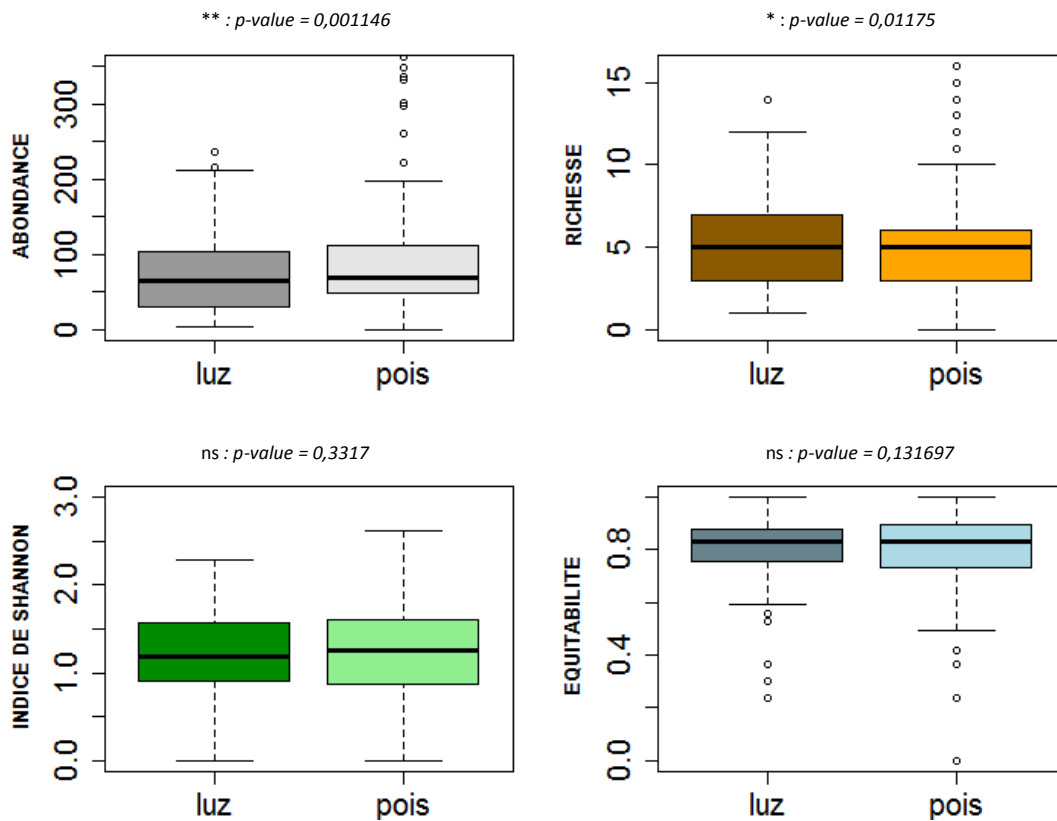 ** : p-value = 0,001146
ABONDANCE
300
200
100
0
luz pois
* : p-value = 0,01175
RICHESSE
15
10
5
0
luz pois
ns : p-value = 0,3317
INDICE DE SHANNON
3.0
2.0
1.0
0.0
luz pois
ns : p-value = 0,131697
EQUITABILITE
0.8
0.4
0.0
luz pois